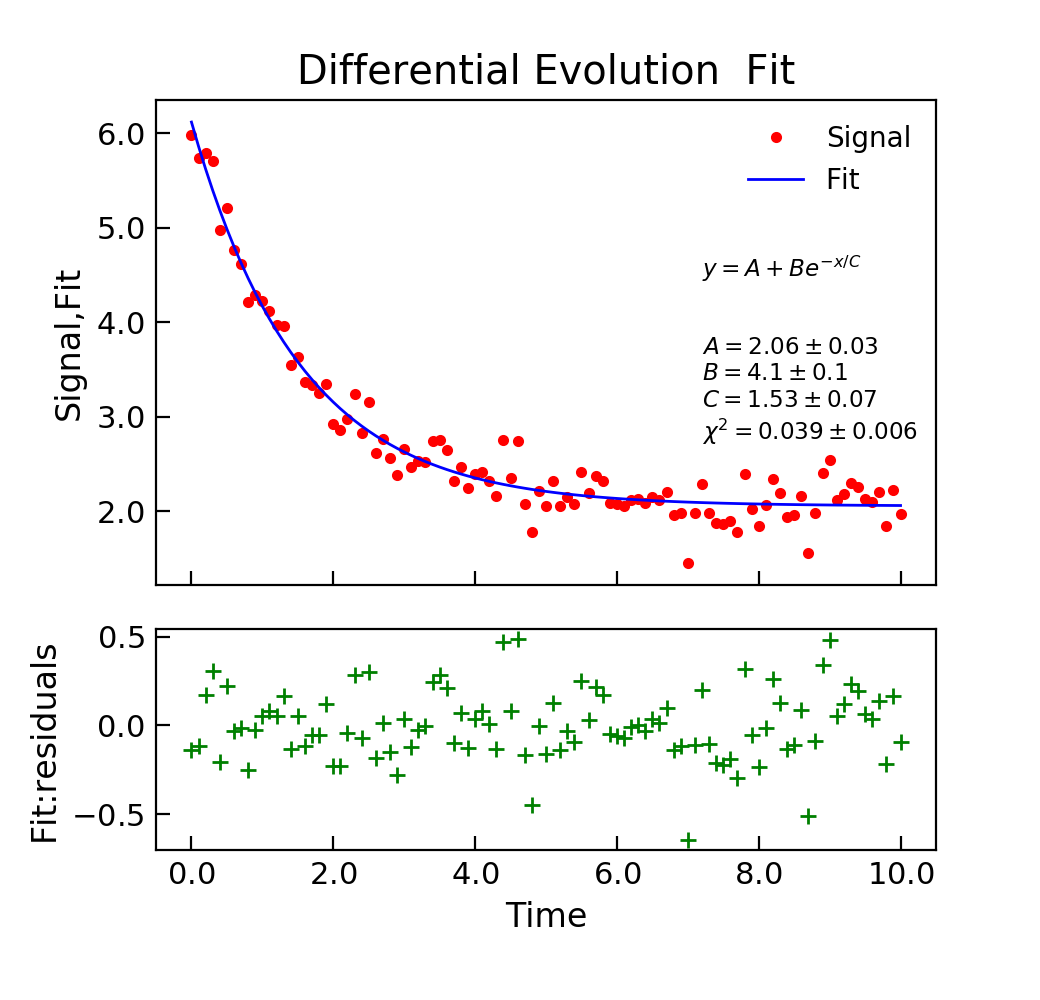 Differential Evolution  Fit
6.0
5.0
4.0
3.0
2.0
Signal,Fit
Signal
Fit
y = A + Be^{−x/C}
A = 2.06 ± 0.03
B = 4.1 ± 0.1
C = 1.53 ± 0.07
χ² = 0.039 ± 0.006
0.5
0.0
−0.5
Fit:residuals
0.0 2.0 4.0 6.0 8.0 10.0
Time